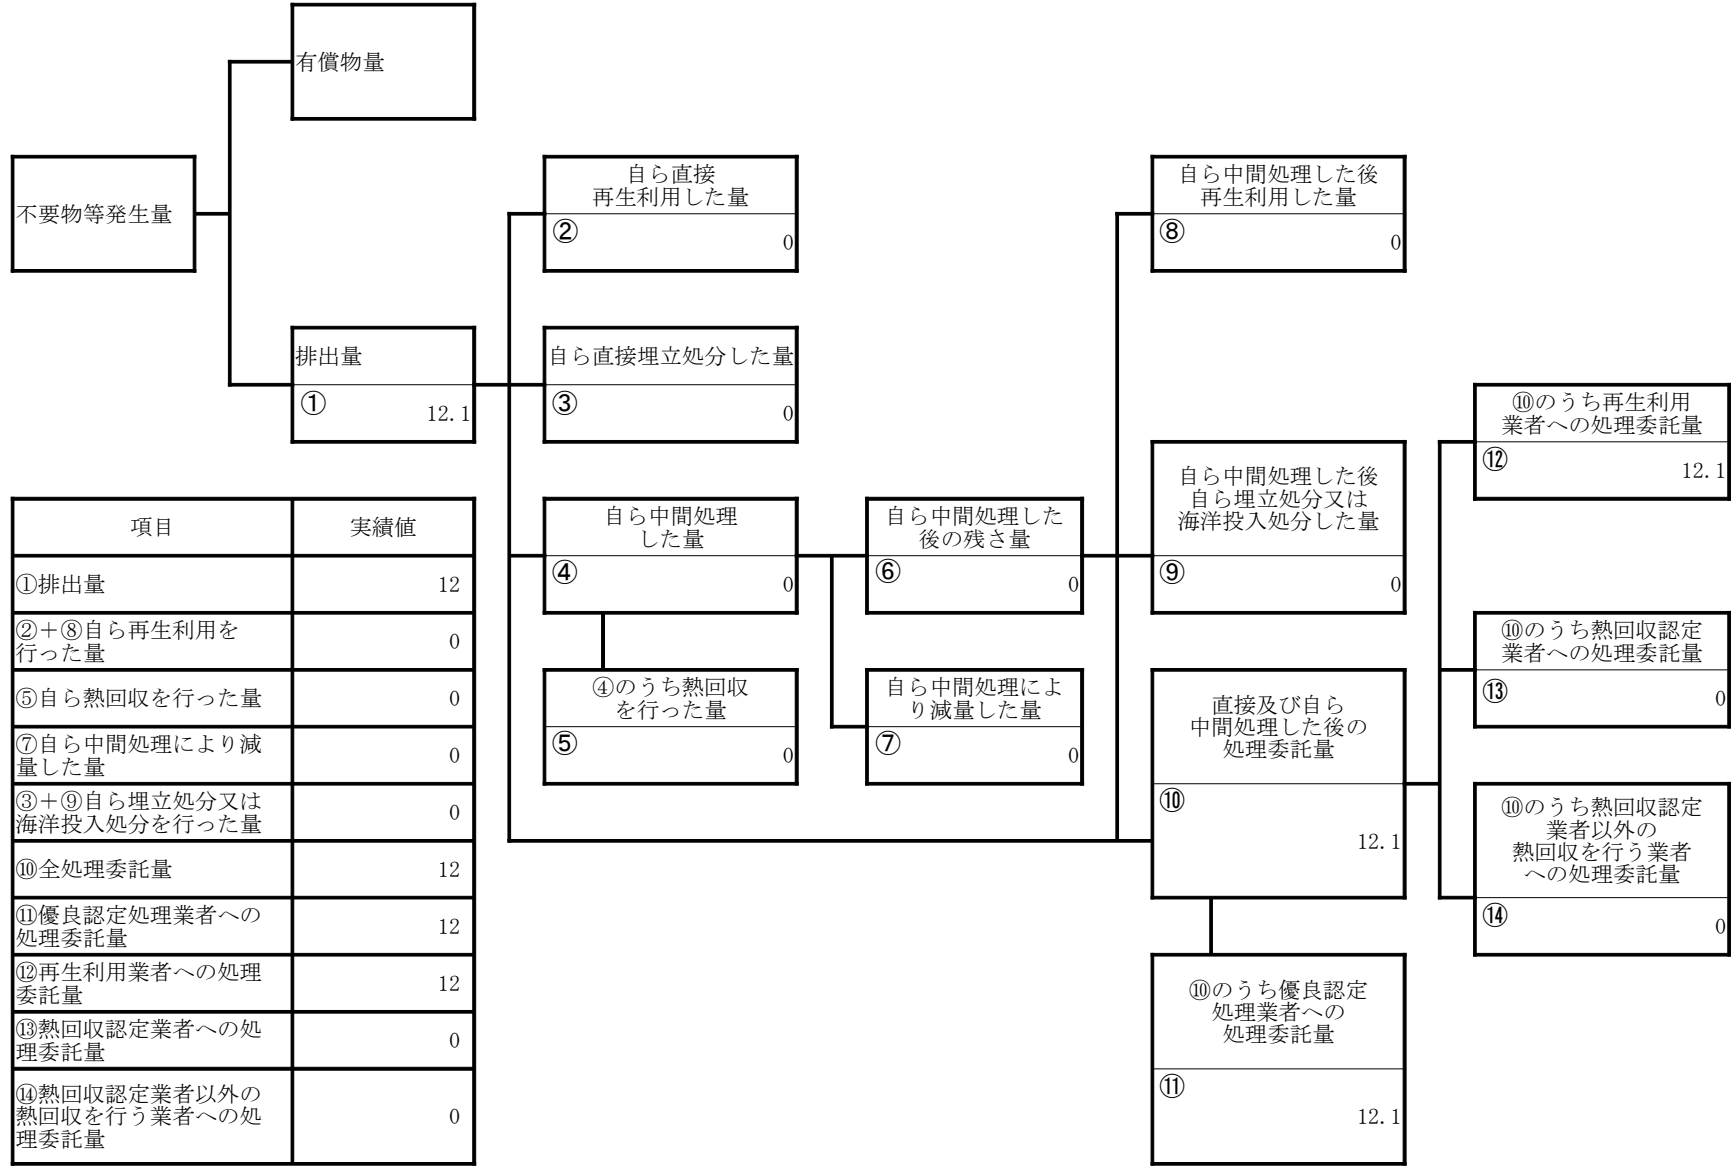 有償物量
不要物等発生量
自ら直接
再生利用した量
②
0
自ら中間処理した後
再生利用した量
⑧
0
排出量
①
12.1
自ら直接埋立処分した量
③
0
⑩のうち再生利用
業者への処理委託量
⑫
12.1
自ら中間処理
した量
④
0
自ら中間処理した
後の残さ量
⑥
0
自ら中間処理した後
自ら埋立処分又は
海洋投入処分した量
⑨
0
⑩のうち熱回収認定
業者への処理委託量
⑬
0
④のうち熱回収
を行った量
⑤
0
自ら中間処理によ
り減量した量
⑦
0
直接及び自ら
中間処理した後の
処理委託量
⑩
12.1
⑩のうち熱回収認定
業者以外の
熱回収を行う業者
への処理委託量
⑭
0
⑩のうち優良認定
処理業者への
処理委託量
⑪
12.1
項目 実績値
①排出量 12
②+⑧自ら再生利用を
行った量 0
⑤自ら熱回収を行った量 0
⑦自ら中間処理により減
量した量 0
③+⑨自ら埋立処分又は
海洋投入処分を行った量 0
⑩全処理委託量 12
⑪優良認定処理業者への
処理委託量 12
⑫再生利用業者への処理
委託量 12
⑬熱回収認定業者への処
理委託量 0
⑭熱回収認定業者以外の
熱回収を行う業者への処
理委託量 0